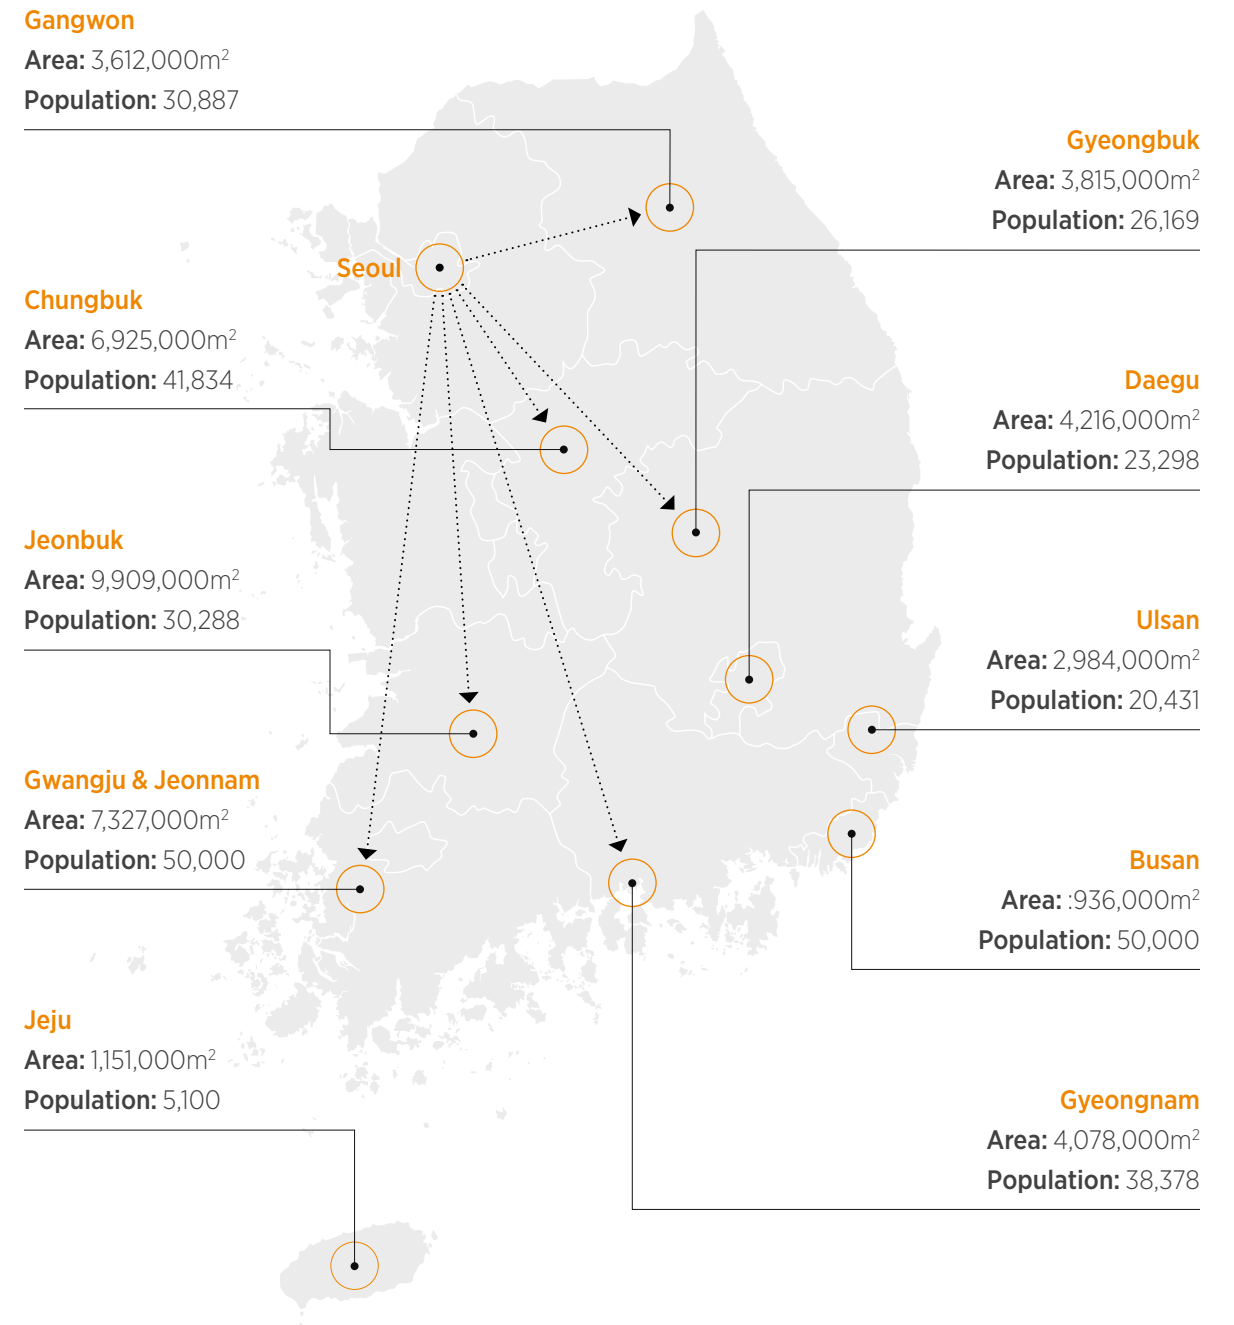 Gangwon
Area: 3,612,000m²
Population: 30,887
Gyeongbuk
Area: 3,815,000m²
Population: 26,169
Seoul
Chungbuk
Area: 6,925,000m²
Population: 41,834
Daegu
Area: 4,216,000m²
Population: 23,298
Jeonbuk
Area: 9,909,000m²
Population: 30,288
Ulsan
Area: 2,984,000m²
Population: 20,431
Gwangju & Jeonnam
Area: 7,327,000m²
Population: 50,000
Busan
Area: :936,000m²
Population: 50,000
Jeju
Area: 1,151,000m²
Population: 5,100
Gyeongnam
Area: 4,078,000m²
Population: 38,378